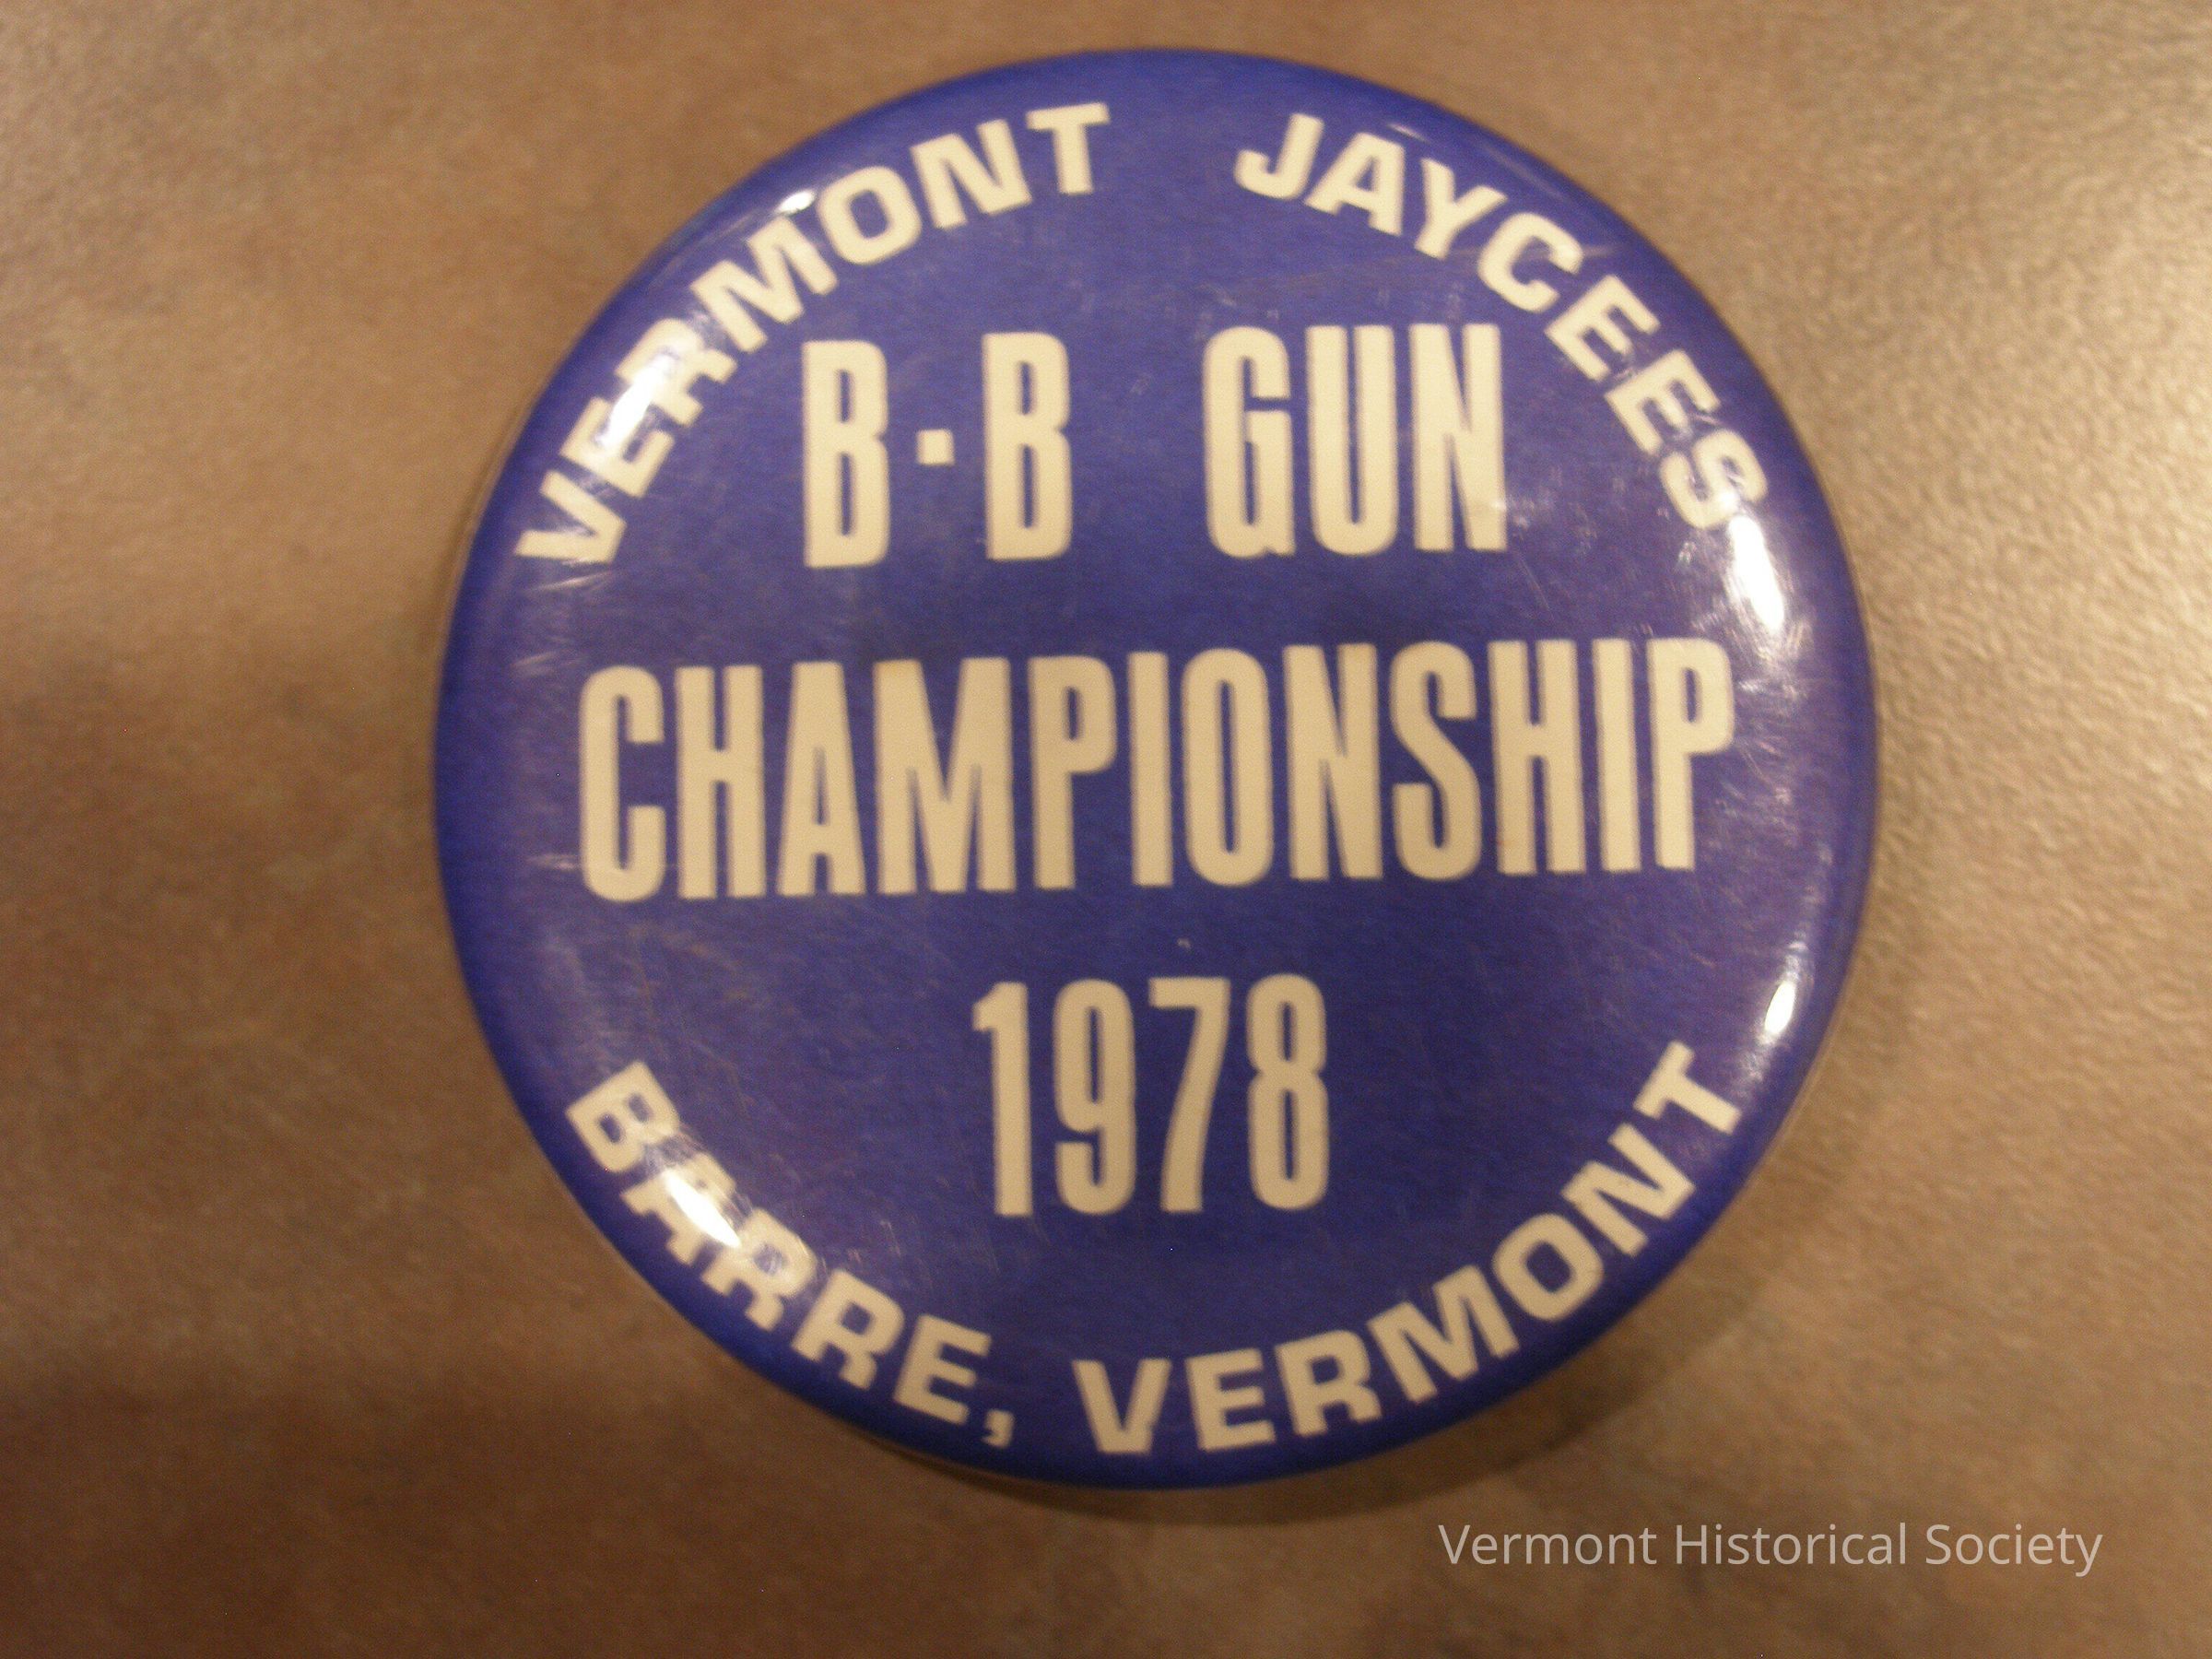 VERMONT JAYCEES
B·B GUN
CHAMPIONSHIP
1978
BARRE, VERMONT
Vermont Historical Society